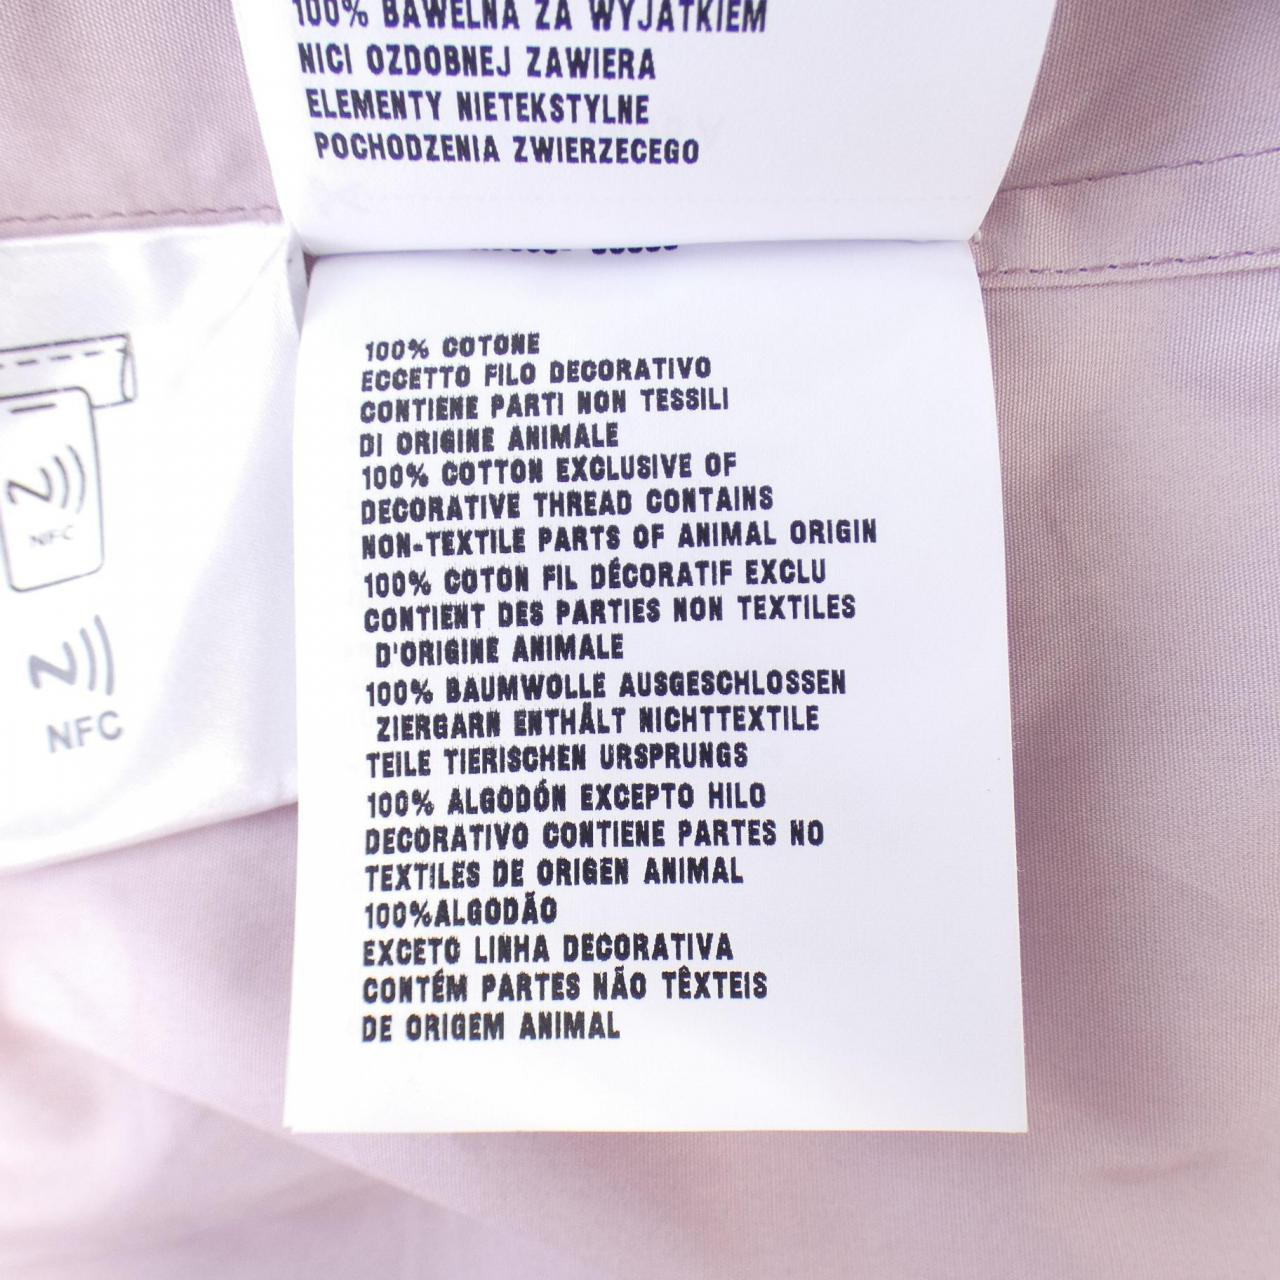 100% BAWEŁNA ZA WYJĄTKIEM
NICI OZDOBNEJ ZAWIERA
ELEMENTY NIETEKSTYLNE
POCHODZENIA ZWIERZECEGO
100% COTONE
ECCETTO FILO DECORATIVO
CONTIENE PARTI NON TESSILI
DI ORIGINE ANIMALE
100% COTTON EXCLUSIVE OF
DECORATIVE THREAD CONTAINS
NON-TEXTILE PARTS OF ANIMAL ORIGIN
100% COTON FIL DÉCORATIF EXCLU
CONTIENT DES PARTIES NON TEXTILES
D'ORIGINE ANIMALE
100% BAUMWOLLE AUSGESCHLOSSEN
ZIERGARN ENTHÄLT NICHTTEXTILE
TEILE TIERISCHEN URSPRUNGS
100% ALGODÓN EXCEPTO HILO
DECORATIVO CONTIENE PARTES NO
TEXTILES DE ORIGEN ANIMAL
100%ALGODÃO
EXCETO LINHA DECORATIVA
CONTÉM PARTES NÃO TÊXTEIS
DE ORIGEM ANIMAL
NFC
NFC